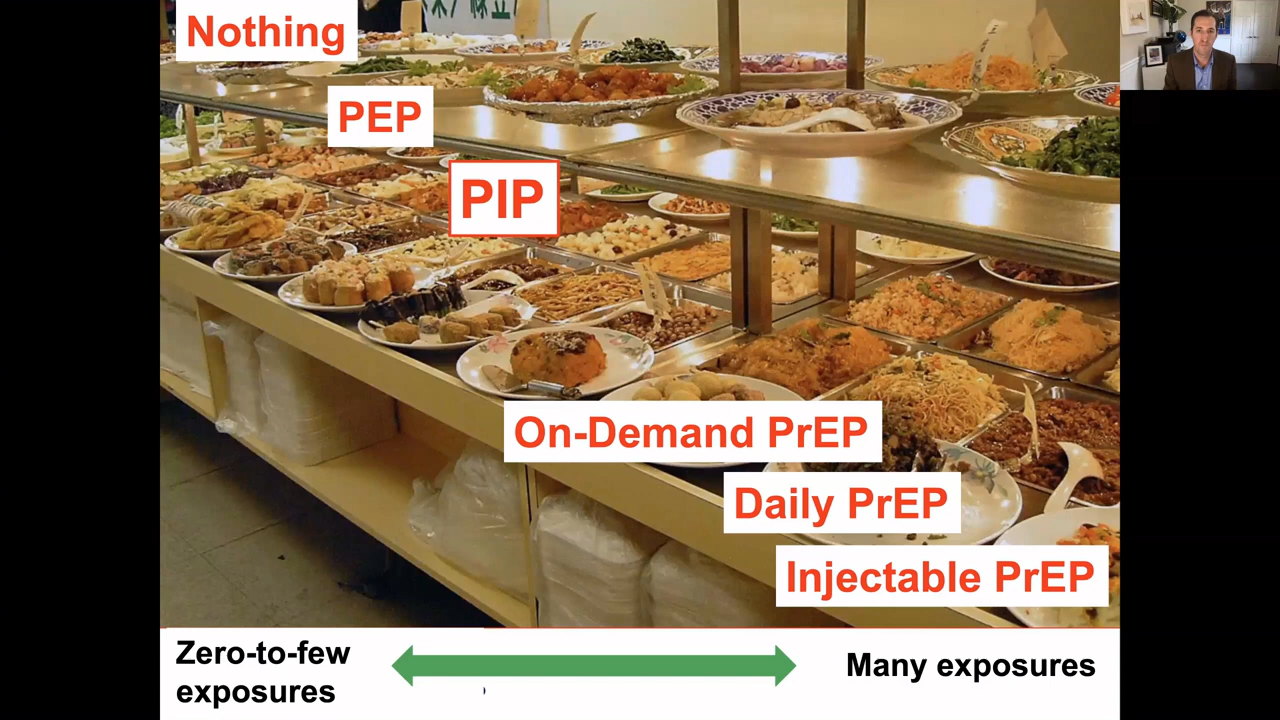 Nothing
PEP
PIP
On-Demand PrEP
Daily PrEP
Injectable PrEP
Zero-to-few
exposures
Many exposures